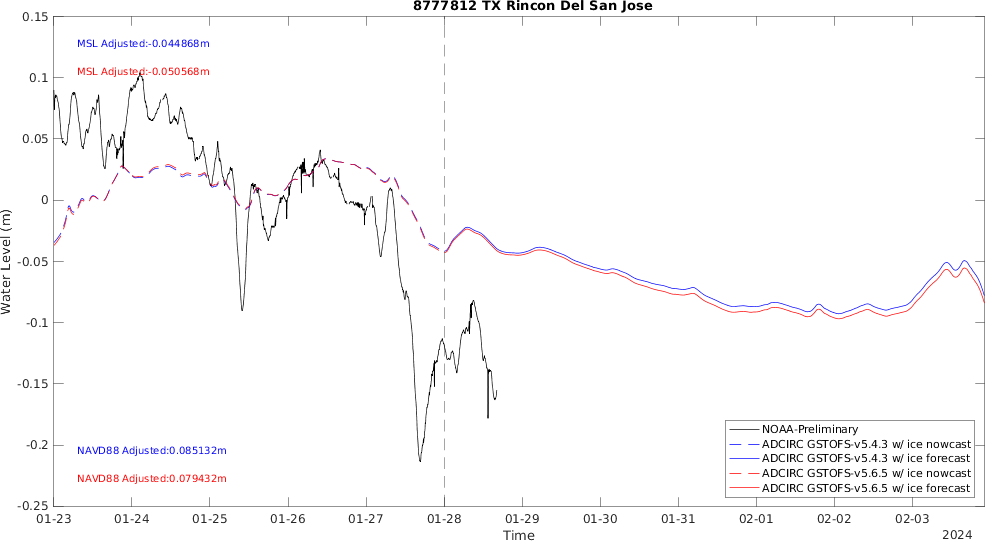 8777812 TX Rincon Del San Jose
0.15
0.1
0.05
0
-0.05
-0.1
-0.15
-0.2
-0.25
Water Level (m)
MSL Adjusted:-0.044868m
MSL Adjusted:-0.050568m
NAVD88 Adjusted:0.085132m
NAVD88 Adjusted:0.079432m
NOAA-Preliminary
ADCIRC GSTOFS-v5.4.3 w/ ice nowcast
ADCIRC GSTOFS-v5.4.3 w/ ice forecast
ADCIRC GSTOFS-v5.6.5 w/ ice nowcast
ADCIRC GSTOFS-v5.6.5 w/ ice forecast
01-23 01-24 01-25 01-26 01-27 01-28 01-29 01-30 01-31 02-01 02-02 02-03
Time
2024